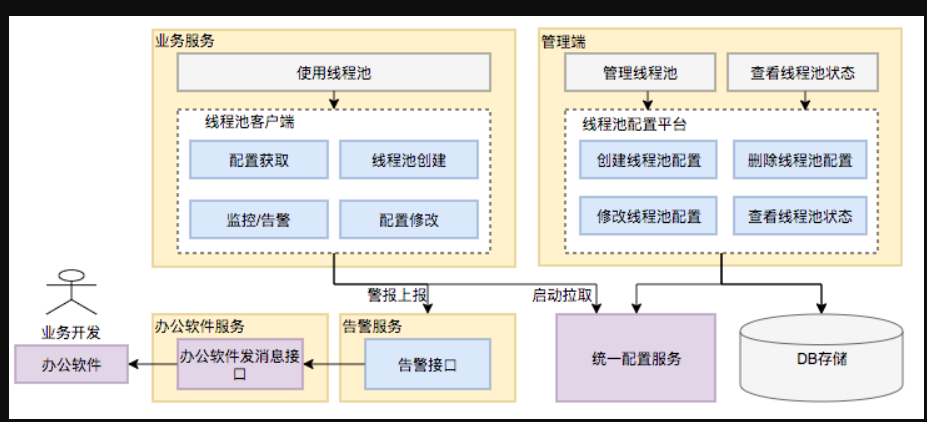 业务服务
使用线程池
线程池客户端
配置获取
线程池创建
监控/告警
配置修改
管理端
管理线程池
查看线程池状态
线程池配置平台
创建线程池配置
删除线程池配置
修改线程池配置
查看线程池状态
警报上报
启动拉取
业务开发
办公软件
办公软件服务
办公软件发消息接
口
告警服务
告警接口
统一配置服务
DB存储